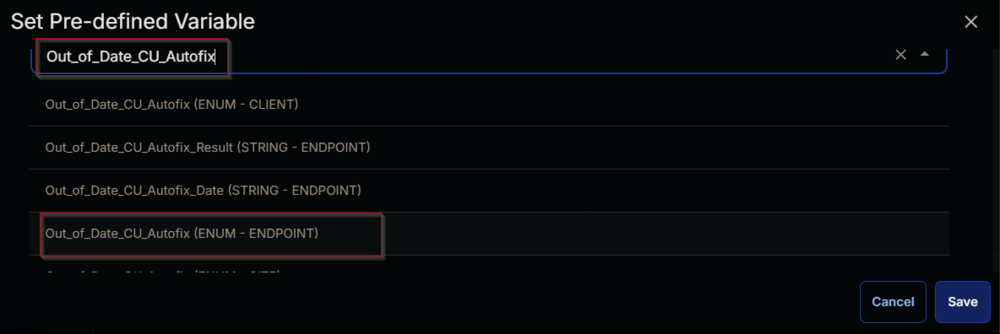 Set Pre-defined Variable
Out_of_Date_CU_Autofix
Out_of_Date_CU_Autofix (ENUM - CLIENT)
Out_of_Date_CU_Autofix_Result (STRING - ENDPOINT)
Out_of_Date_CU_Autofix_Date (STRING - ENDPOINT)
Out_of_Date_CU_Autofix (ENUM - ENDPOINT)
Cancel Save